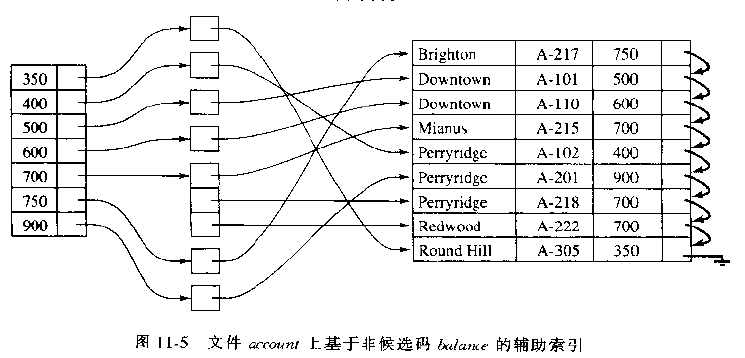 350
400
500
600
700
750
900
Brighton A-217 750
Downtown A-101 500
Downtown A-110 600
Mianus A-215 700
Perryridge A-102 400
Perryridge A-201 900
Perryridge A-218 700
Redwood A-222 700
Round Hill A-305 350
图 11-5 文件 account 上基于非候选码 balance 的辅助索引